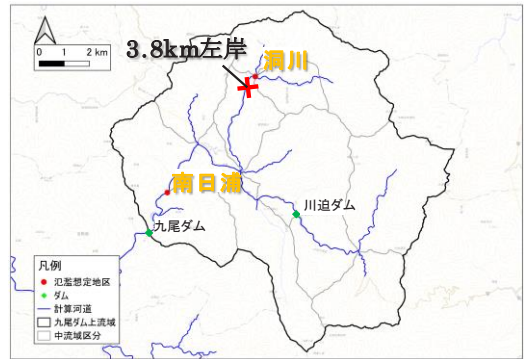 0 1 2 km
3.8km左岸
洞川
南日浦
川迫ダム
九尾ダム
凡例
氾濫想定地区
ダム
計算河道
九尾ダム上流域
中流域区分